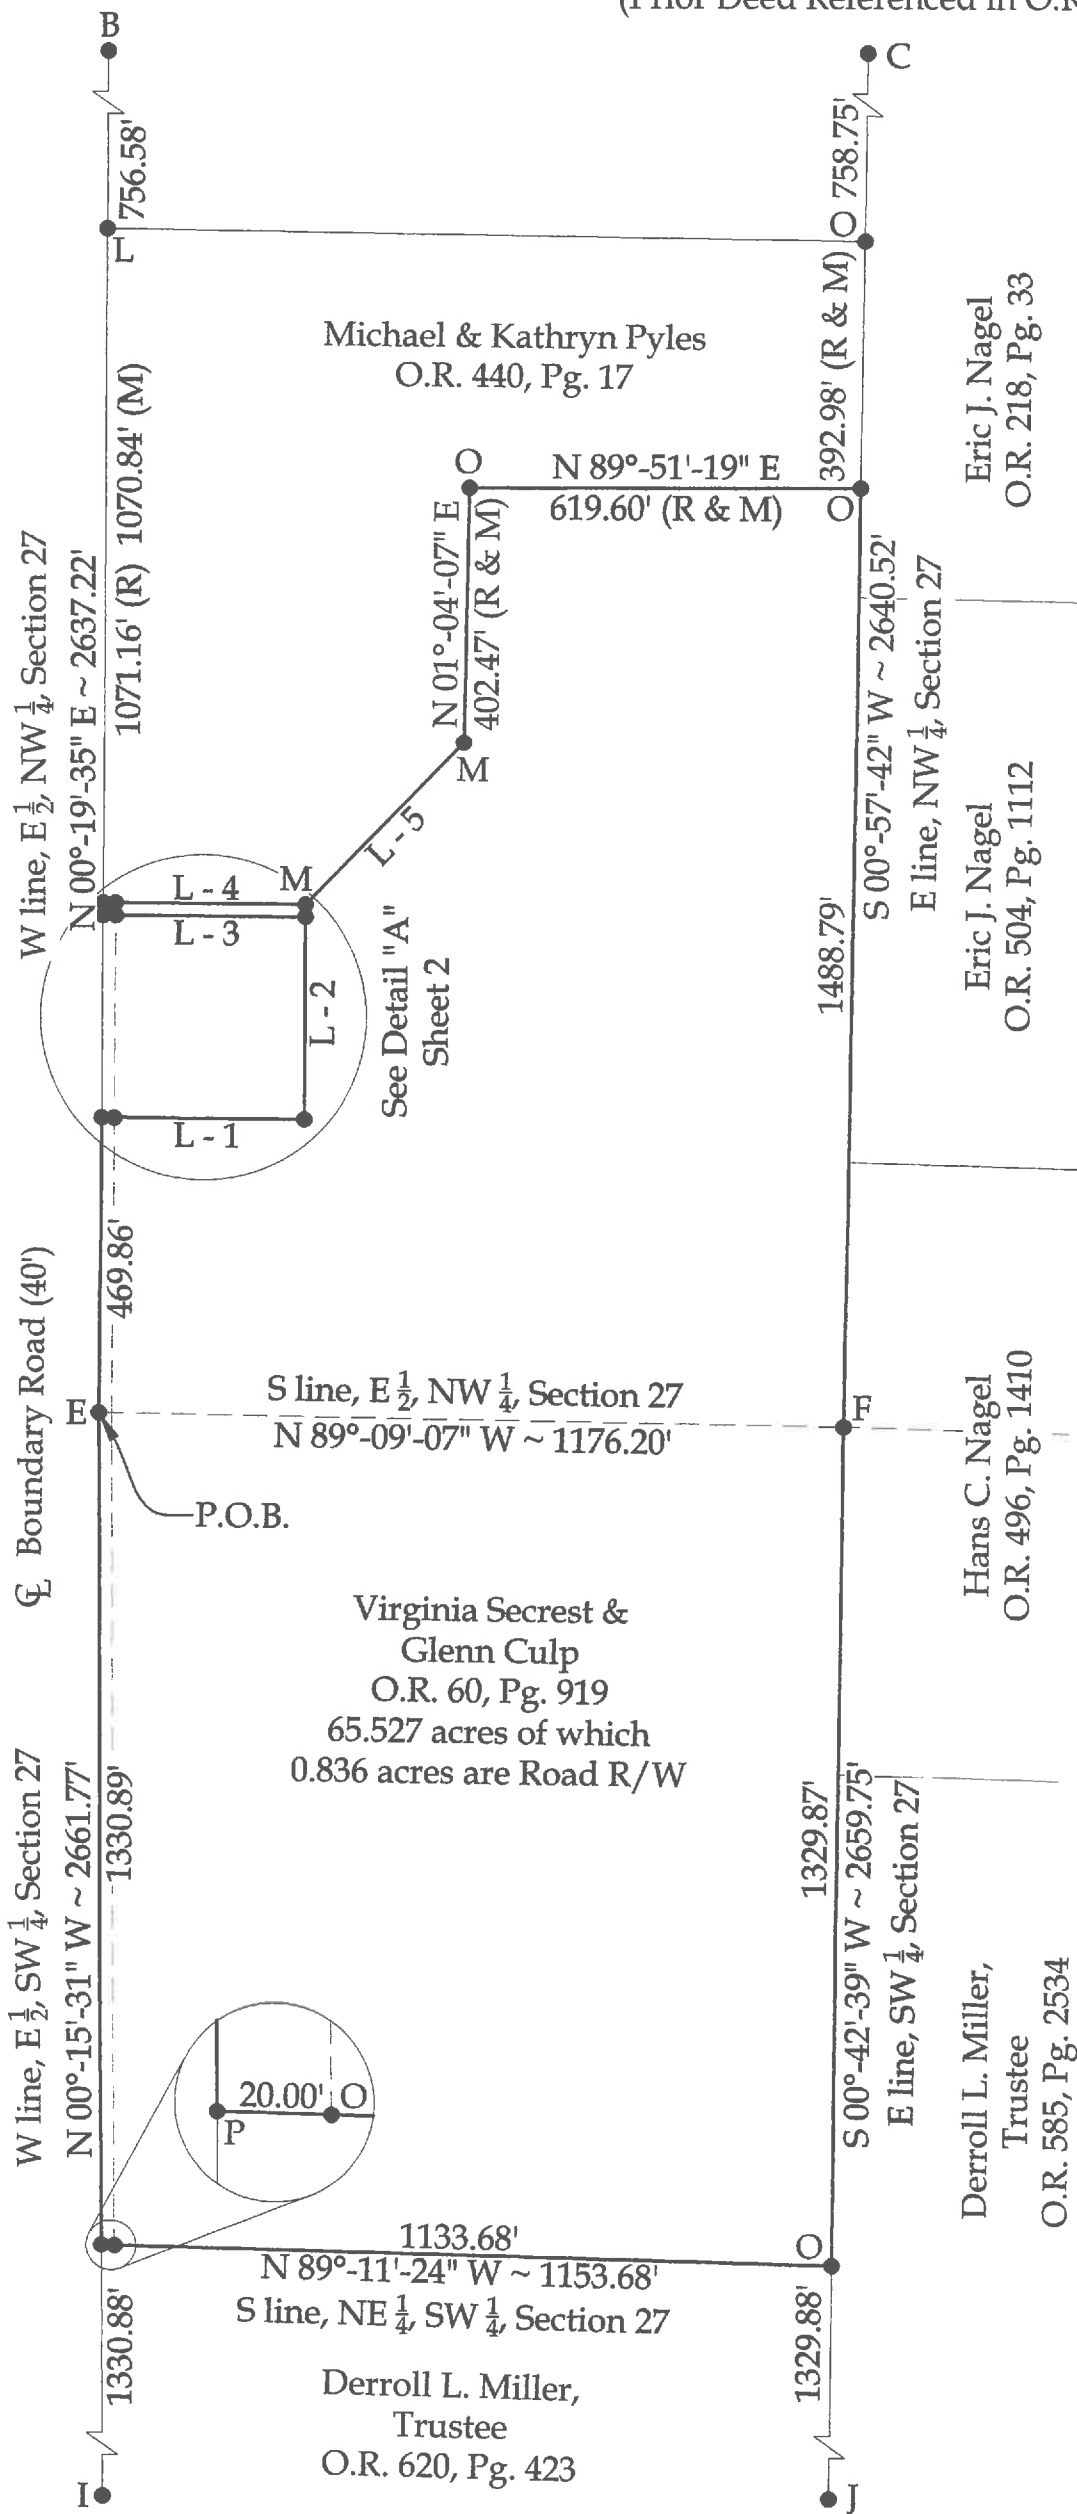 (Prior Deed Referenced in O.R
B
C
756.58'
758.75'
O
L
Michael & Kathryn Pyles
O.R. 440, Pg. 17
392.98' (R & M)
Eric J. Nagel
O.R. 218, Pg. 33
W line, E 1/2, NW 1/4, Section 27
N 00°-19'-35" E ~ 2637.22'
1071.16' (R) 1070.84' (M)
O
N 89°-51'-19" E
619.60' (R & M)
O
N 01°-04'-07" E
402.47' (R & M)
M
S 00°-57'-42" W ~ 2640.52'
E line, NW 1/4, Section 27
L - 5
M
L - 4
L - 3
L - 2
L - 1
See Detail "A"
Sheet 2
1488.79'
Eric J. Nagel
O.R. 504, Pg. 1112
469.86'
℄ Boundary Road (40')
E
S line, E 1/2, NW 1/4, Section 27
N 89°-09'-07" W ~ 1176.20'
F
P.O.B.
Hans C. Nagel
O.R. 496, Pg. 1410
Virginia Secrest &
Glenn Culp
O.R. 60, Pg. 919
65.527 acres of which
0.836 acres are Road R/W
W line, E 1/2, SW 1/4, Section 27
N 00°-15'-31" W ~ 2661.77'
1330.89'
1329.87'
S 00°-42'-39" W ~ 2659.75'
E line, SW 1/4, Section 27
Derroll L. Miller,
Trustee
O.R. 585, Pg. 2534
20.00' O
P
1133.68'
O
N 89°-11'-24" W ~ 1153.68'
S line, NE 1/4, SW 1/4, Section 27
1330.88'
1329.88'
Derroll L. Miller,
Trustee
O.R. 620, Pg. 423
I
J